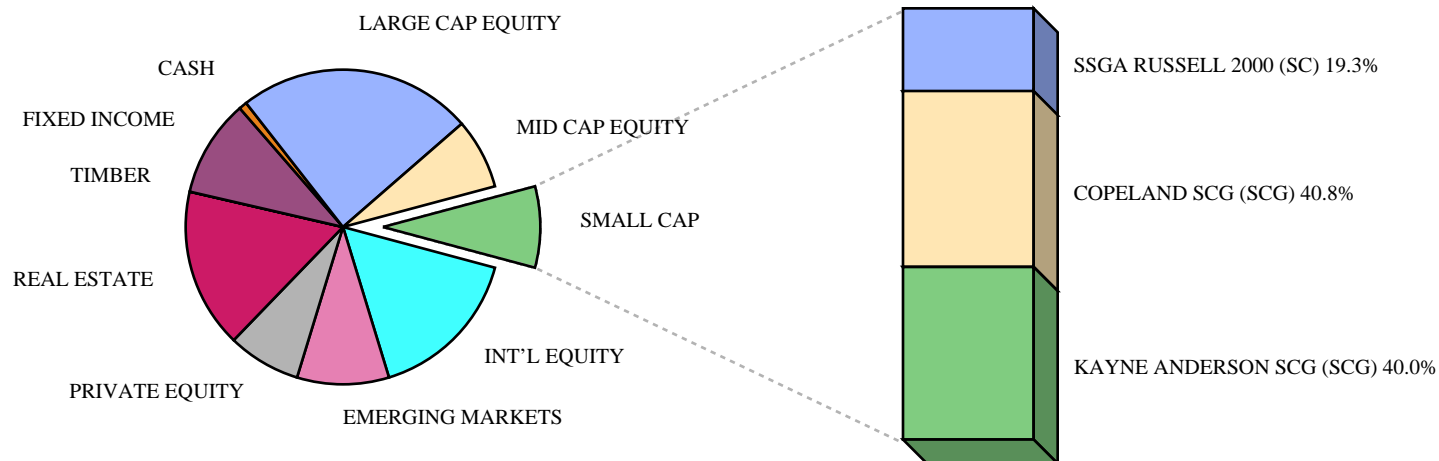 LARGE CAP EQUITY
CASH
SSGA RUSSELL 2000 (SC) 19.3%
FIXED INCOME
MID CAP EQUITY
TIMBER
COPELAND SCG (SCG) 40.8%
SMALL CAP
REAL ESTATE
INT'L EQUITY
KAYNE ANDERSON SCG (SCG) 40.0%
PRIVATE EQUITY
EMERGING MARKETS